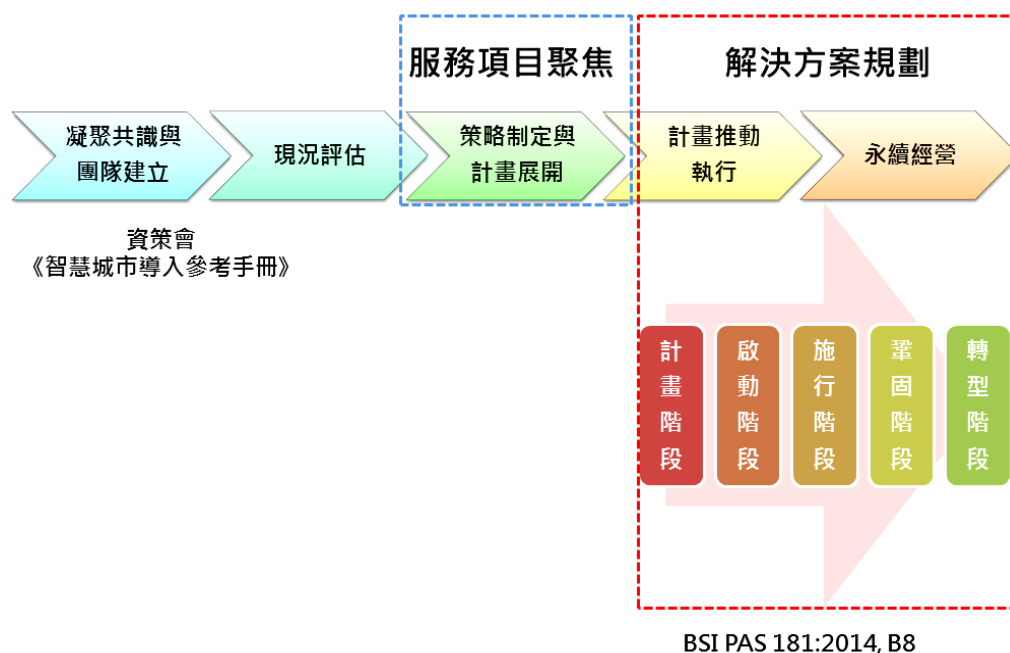 服務項目聚焦
解決方案規劃
凝聚共識與
團隊建立
現況評估
策略制定與
計畫展開
計畫推動
執行
永續經營
資策會
《智慧城市導入參考手冊》
計畫階段
啟動階段
施行階段
鞏固階段
轉型階段
BSI PAS 181:2014, B8